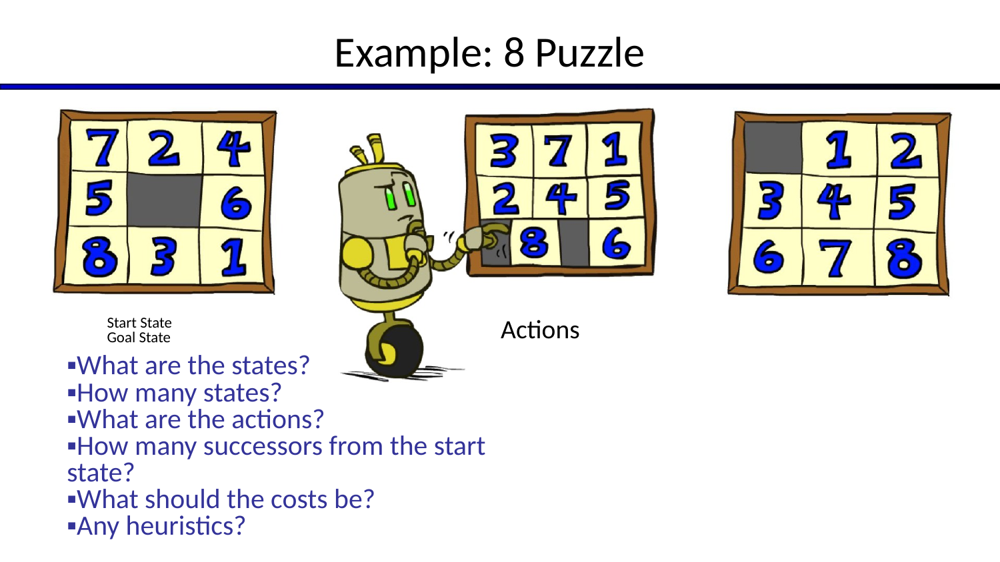 Example: 8 Puzzle
7 2 4
5 6
8 3 1
3 7 1
2 4 5
8 6
1 2
3 4 5
6 7 8
Start State
Goal State
Actions
▪What are the states?
▪How many states?
▪What are the actions?
▪How many successors from the start
state?
▪What should the costs be?
▪Any heuristics?